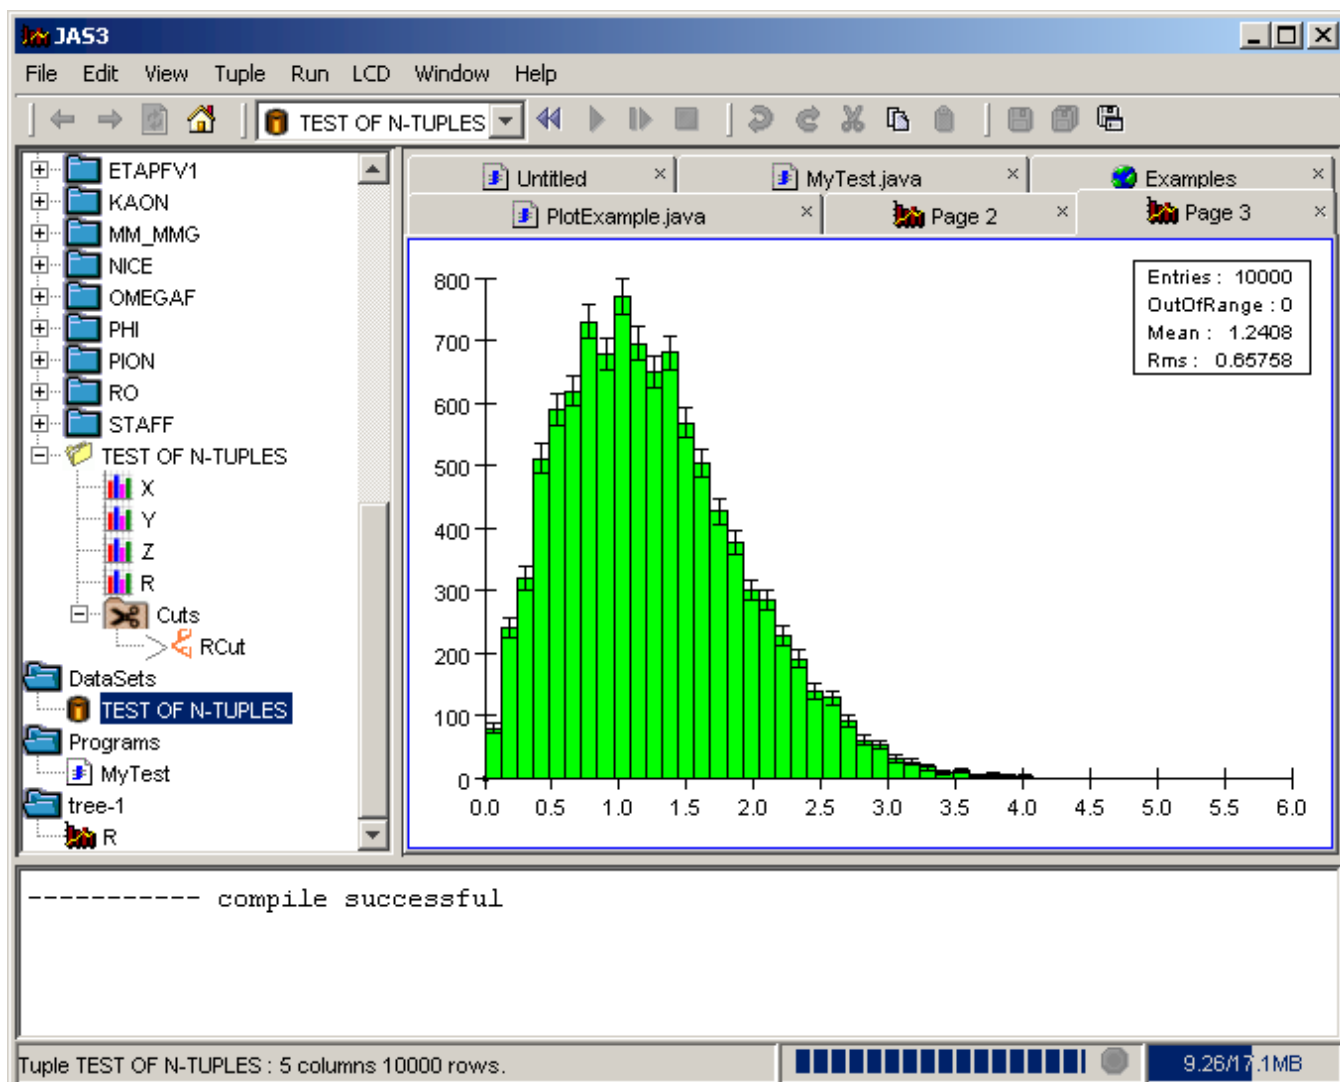 JAS3
File Edit View Tuple Run LCD Window Help
TEST OF N-TUPLES
ETAPFV1
KAON
MM_MMG
NICE
OMEGAF
PHI
PION
RO
STAFF
TEST OF N-TUPLES
X
Y
Z
R
Cuts
RCut
DataSets
TEST OF N-TUPLES
Programs
MyTest
tree-1
R
Untitled × MyTest.java × Examples ×
PlotExample.java × Page 2 × Page 3 ×
Entries : 10000
OutOfRange : 0
Mean : 1.2408
Rms : 0.65758
800
700
600
500
400
300
200
100
0
0.0 0.5 1.0 1.5 2.0 2.5 3.0 3.5 4.0 4.5 5.0 5.5 6.0
----------- compile successful
Tuple TEST OF N-TUPLES : 5 columns 10000 rows.
9.26/17.1MB